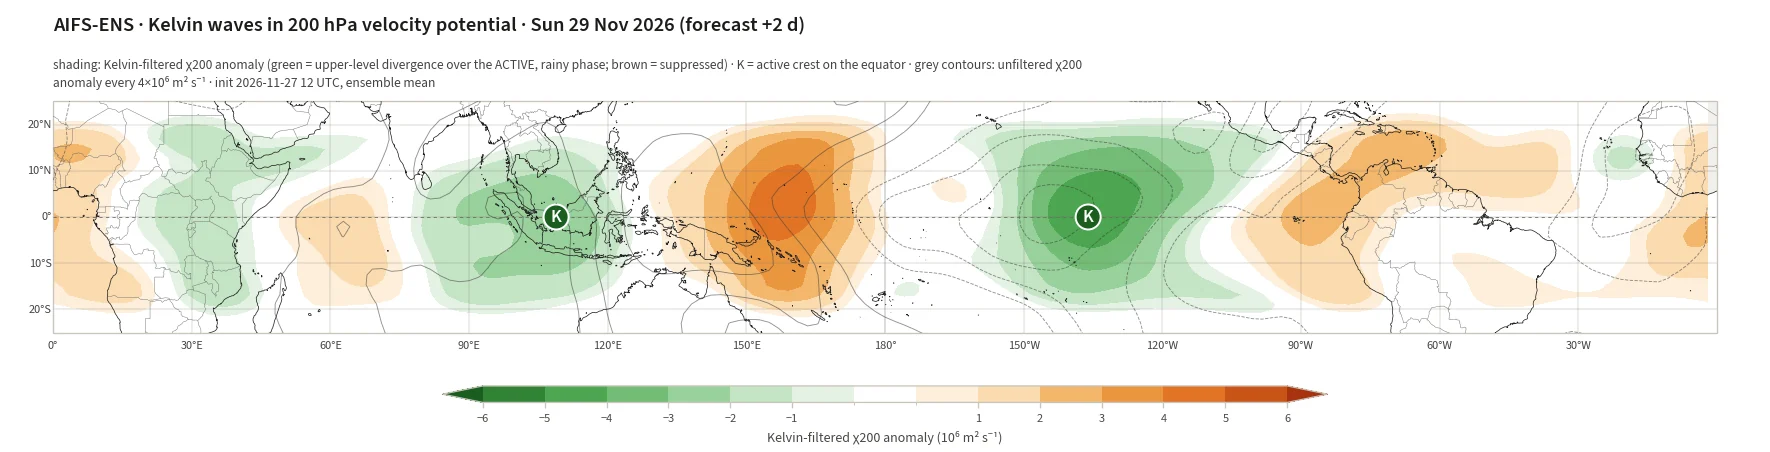 AIFS-ENS · Kelvin waves in 200 hPa velocity potential · Sun 29 Nov 2026 (forecast +2 d)
shading: Kelvin-filtered χ200 anomaly (green = upper-level divergence over the ACTIVE, rainy phase; brown = suppressed) · K = active crest on the equator · grey contours: unfiltered χ200
anomaly every 4×10⁶ m² s⁻¹ · init 2026-11-27 12 UTC, ensemble mean
20°N
10°N
0°
10°S
20°S
K K
0° 30°E 60°E 90°E 120°E 150°E 180° 150°W 120°W 90°W 60°W 30°W
−6 −5 −4 −3 −2 −1 1 2 3 4 5 6
Kelvin-filtered χ200 anomaly (10⁶ m² s⁻¹)